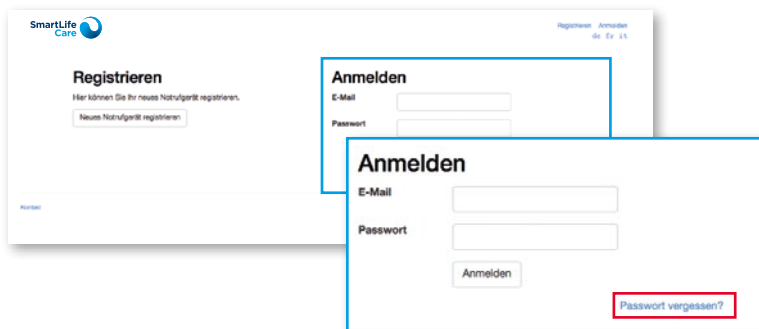 SmartLife
Care
Registrieren Anmelden
de fr it
Registrieren
Hier können Sie Ihr neues Notrufgerät registrieren.
Neues Notrufgerät registrieren
Anmelden
E-Mail
Passwort
Kontakt
Anmelden
E-Mail
Passwort
Anmelden
Passwort vergessen?